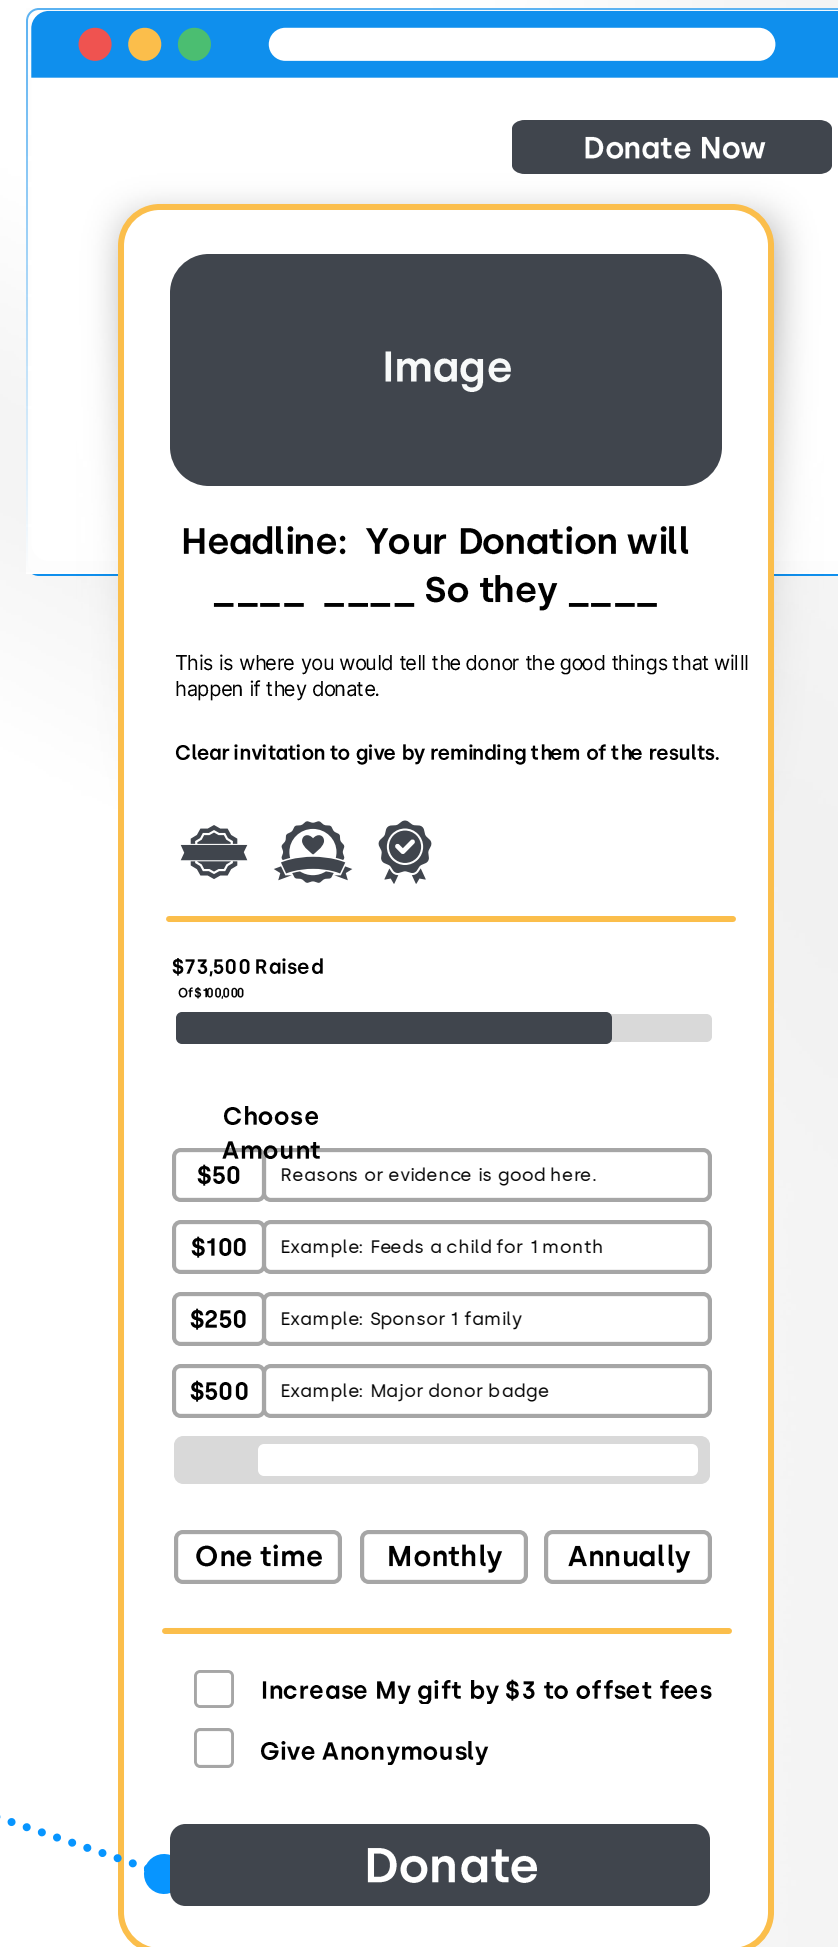 Donate Now
Image
Headline: Your Donation will
____ ____ So they ____
This is where you would tell the donor the good things that willl
happen if they donate.
Clear invitation to give by reminding them of the results.
$73,500 Raised
Of $100,000
Choose
Amount
$50 Reasons or evidence is good here.
$100 Example: Feeds a child for 1 month
$250 Example: Sponsor 1 family
$500 Example: Major donor badge
One time Monthly Annually
Increase My gift by $3 to offset fees
Give Anonymously
Donate